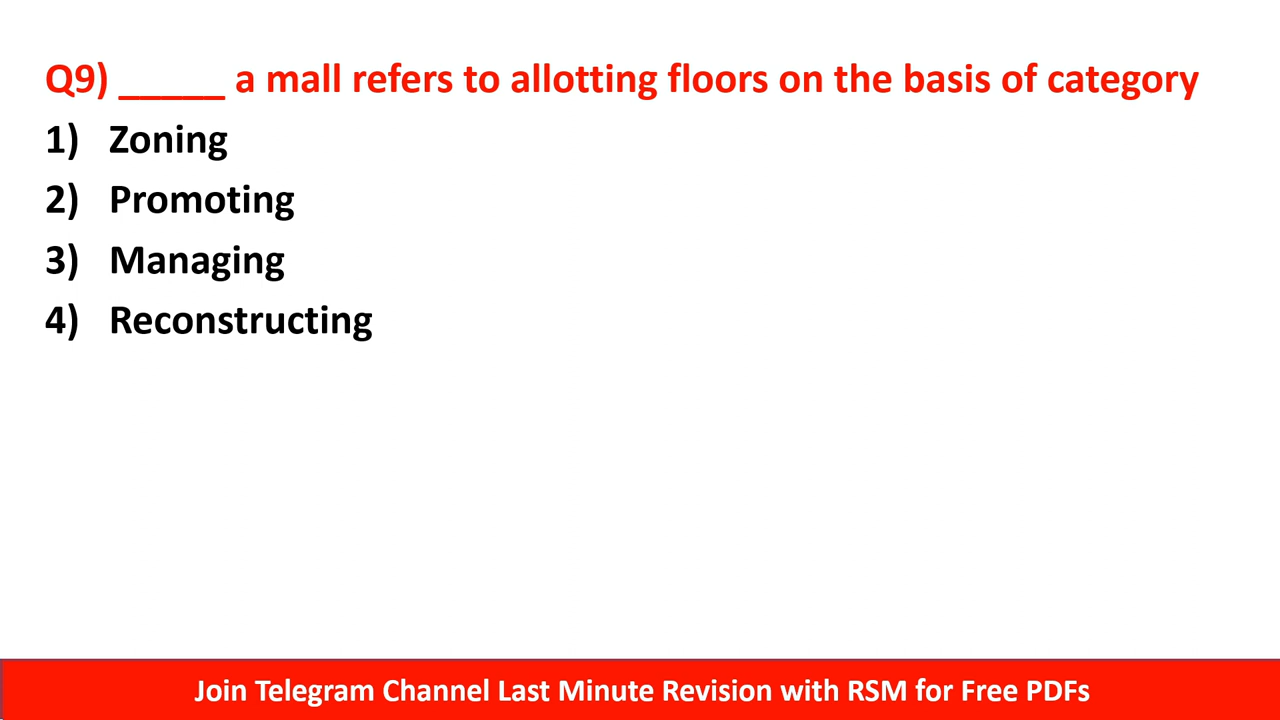 Q9) _____ a mall refers to allotting floors on the basis of category
1) Zoning
2) Promoting
3) Managing
4) Reconstructing
Join Telegram Channel Last Minute Revision with RSM for Free PDFs